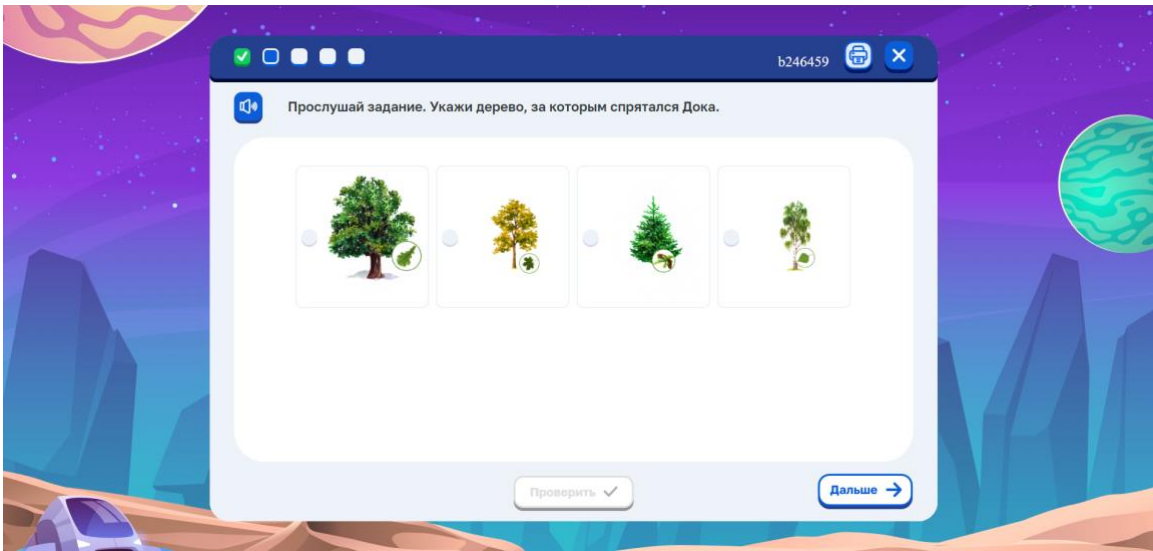 b246459
Прослушай задание. Укажи дерево, за которым спрятался Дока.
Проверить
Дальше